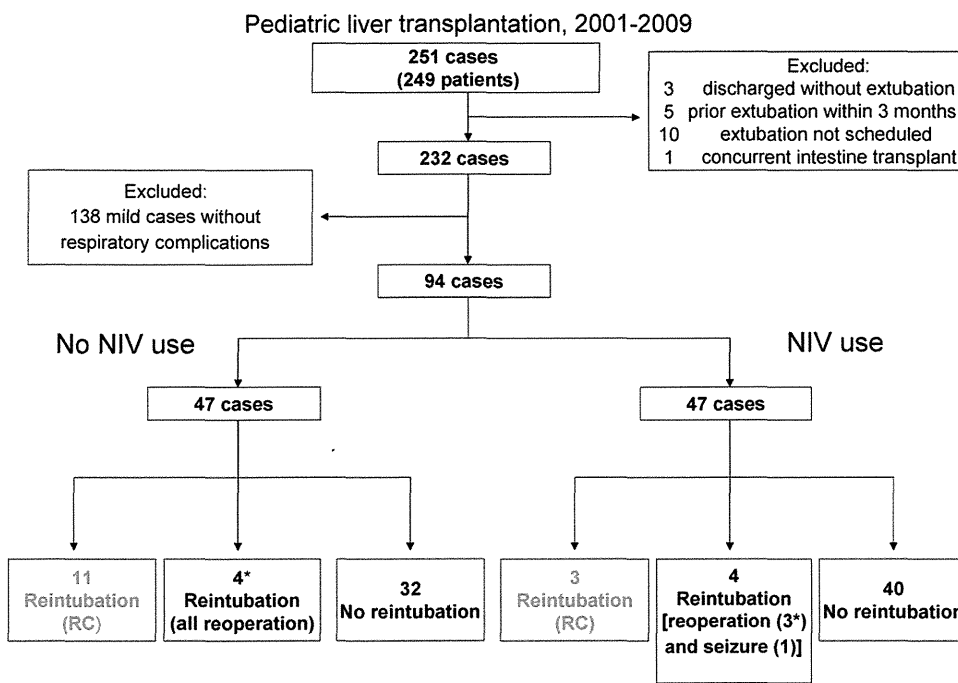 Pediatric liver transplantation, 2001-2009
251 cases
(249 patients)
Excluded:
3 discharged without extubation
5 prior extubation within 3 months
10 extubation not scheduled
1 concurrent intestine transplant
232 cases
Excluded:
138 mild cases without
respiratory complications
94 cases
No NIV use
NIV use
47 cases
47 cases
11
Reintubation
(RC)
4*
Reintubation
(all reoperation)
32
No reintubation
3
Reintubation
(RC)
4
Reintubation
[reoperation (3*)
and seizure (1)]
40
No reintubation